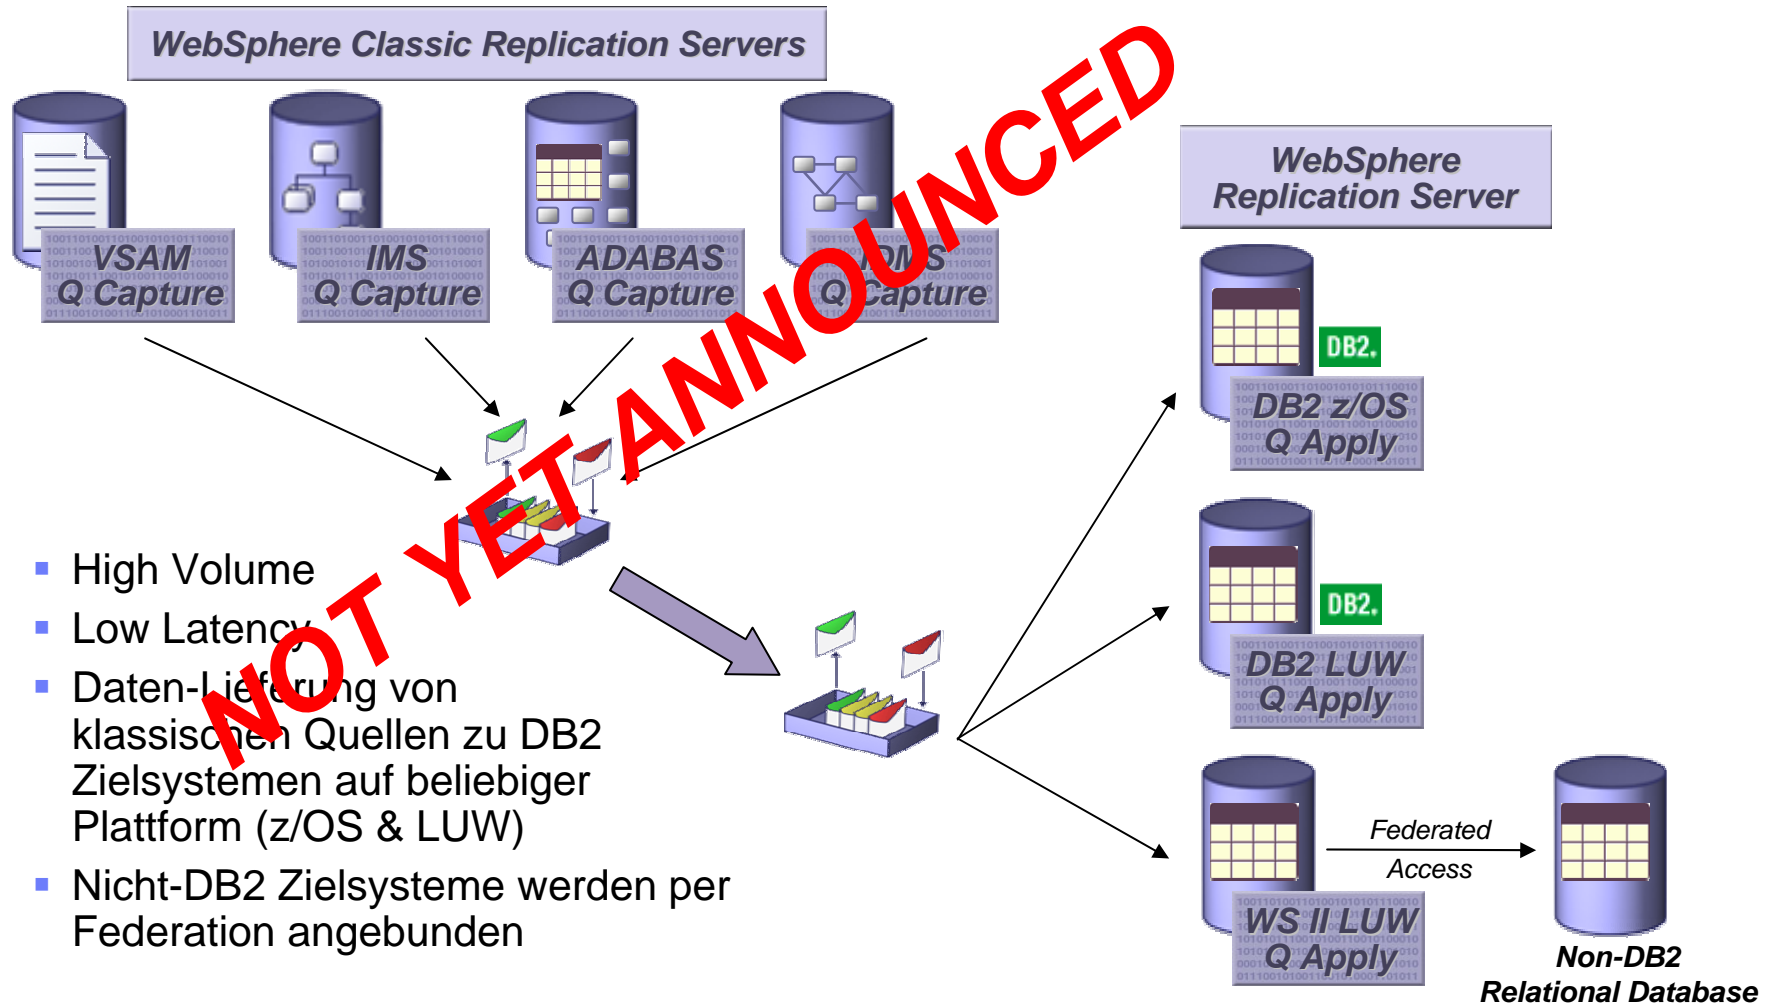 WebSphere Classic Replication Servers
VSAM
Q Capture
IMS
Q Capture
ADABAS
Q Capture
IDMS
Q Capture
NOT YET ANNOUNCED
WebSphere
Replication Server
DB2.
DB2 z/OS
Q Apply
DB2.
DB2 LUW
Q Apply
WS II LUW
Q Apply
Federated
Access
Non-DB2
Relational Database
High Volume
Low Latency
Daten-Lieferung von
klassischen Quellen zu DB2
Zielsystemen auf beliebiger
Plattform (z/OS & LUW)
Nicht-DB2 Zielsysteme werden per
Federation angebunden